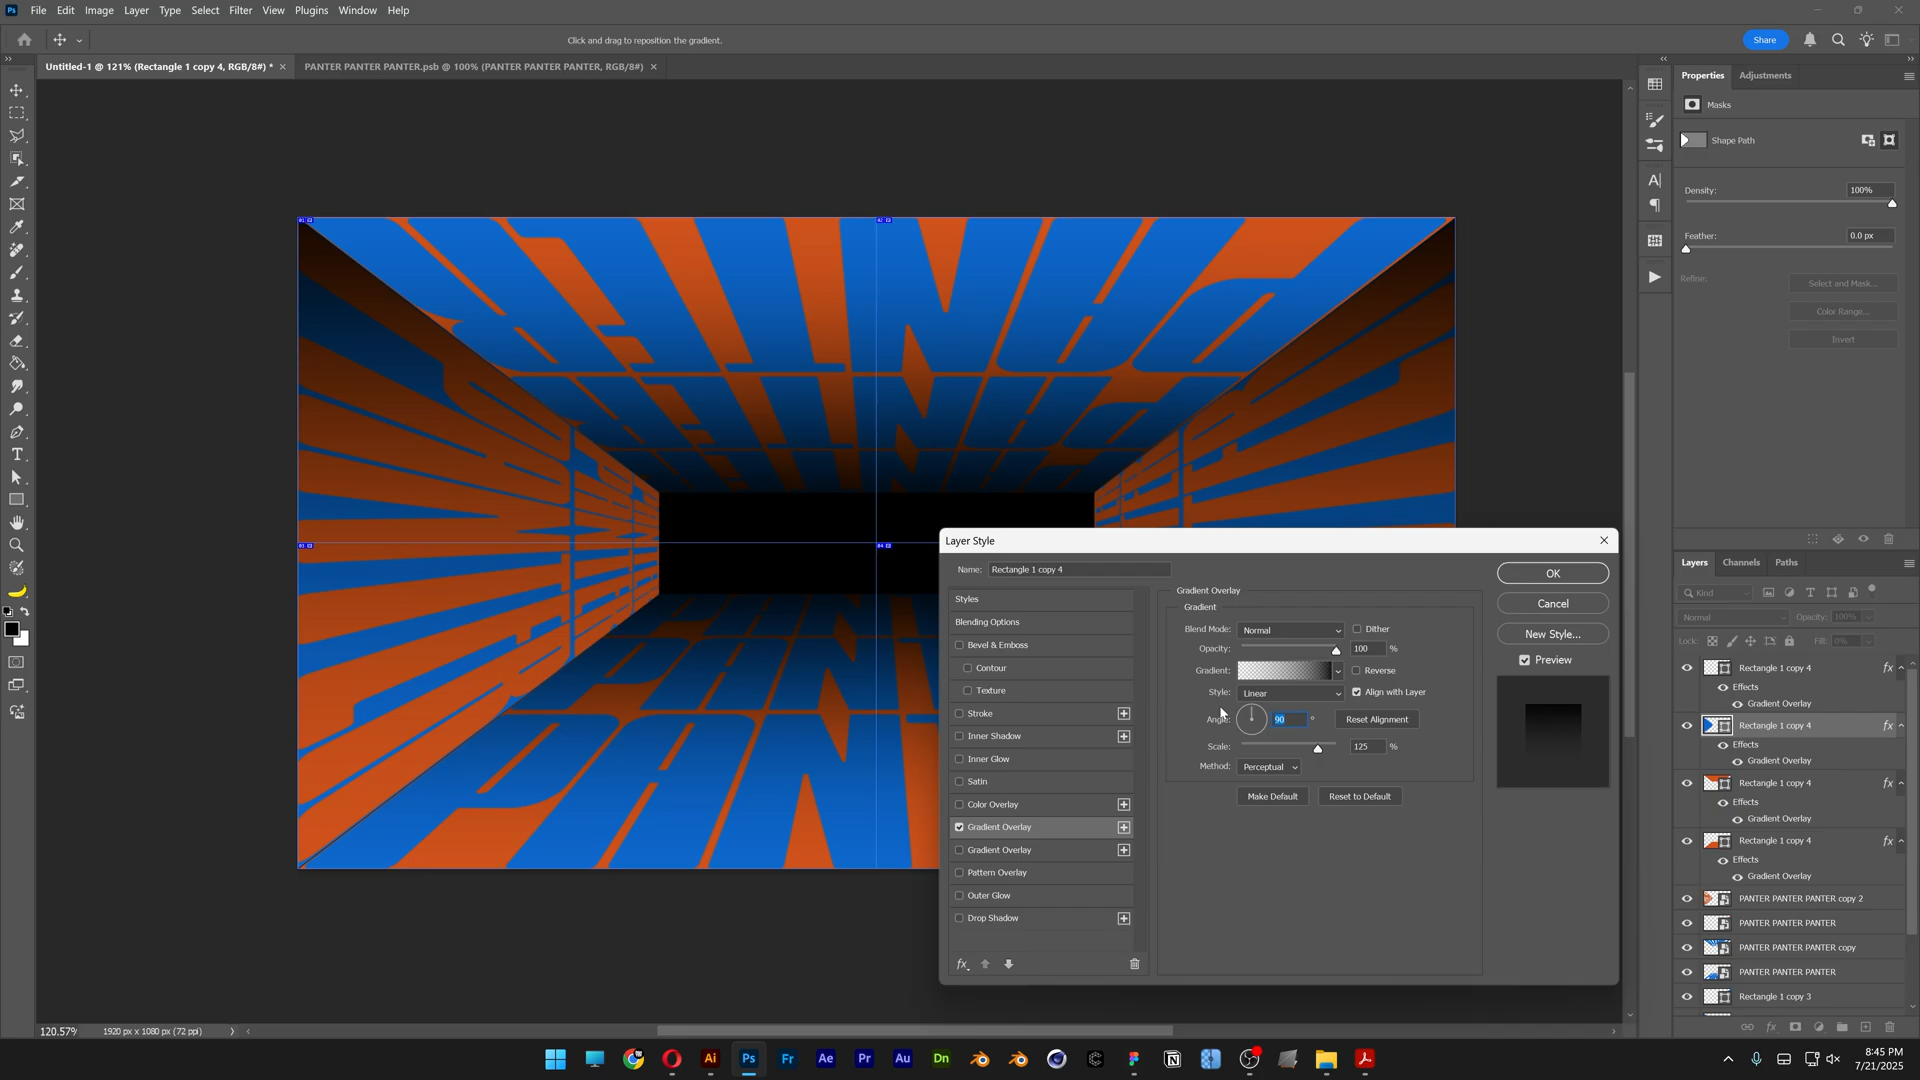 File Edit Image Layer Type Select Filter View Plugins Window Help
Click and drag to reposition the gradient.
Share
Untitled-1 @ 121% (Rectangle 1 copy 4, RGB/8#) *
PANTER PANTER PANTER.psb @ 100% (PANTER PANTER PANTER, RGB/8#)
Properties
Adjustments
Masks
Shape Path
Density:
100%
Feather:
0.0 px
Refine:
Select and Mask...
Color Range...
Invert
Layer Style
Name:
Rectangle 1 copy 4
Styles
Blending Options
Bevel & Emboss
Contour
Texture
Stroke
Inner Shadow
Inner Glow
Satin
Color Overlay
Gradient Overlay
Gradient Overlay
Pattern Overlay
Outer Glow
Drop Shadow
Gradient Overlay
Gradient
Blend Mode:
Normal
Dither
Opacity:
100 %
Gradient:
Reverse
Style:
Linear
Align with Layer
Angle:
90 °
Reset Alignment
Scale:
125 %
Method:
Perceptual
Make Default
Reset to Default
OK
Cancel
New Style...
Preview
Layers
Channels
Paths
Kind
Normal
Opacity: 100%
Lock:
Fill: 0%
Rectangle 1 copy 4
Effects
Gradient Overlay
Rectangle 1 copy 4
Effects
Gradient Overlay
Rectangle 1 copy 4
Effects
Gradient Overlay
Rectangle 1 copy 4
Effects
Gradient Overlay
PANTER PANTER PANTER copy 2
PANTER PANTER PANTER
PANTER PANTER PANTER copy
PANTER PANTER PANTER
Rectangle 1 copy 3
120.57%
1920 px x 1080 px (72 ppi)
8:45 PM
7/21/2025